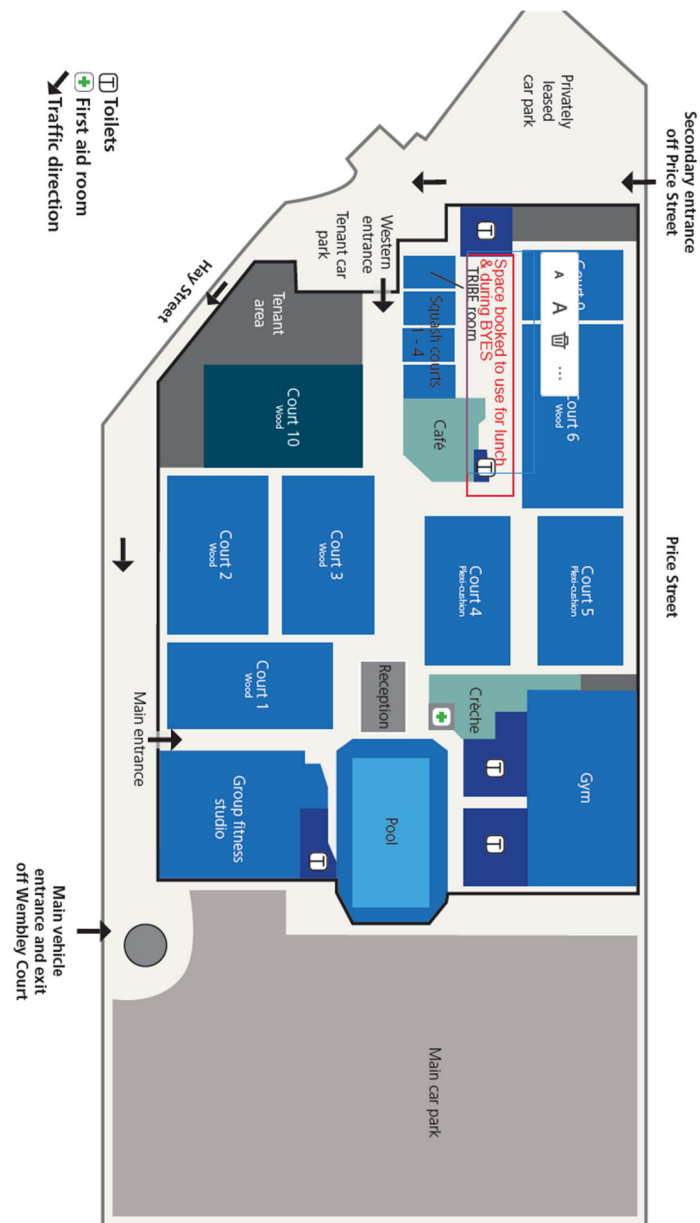 Secondary entrance
off Price Street
Price Street
Privately
leased
car park
A A ...
Court
Court 6
Wood
Court 5
Plexi-cushion
Gym
T
Space booked to use for lunch
& during BYES
TRIBE room
T
Court 4
Plexi-cushion
Crèche
T
T
Squash courts
1 - 4
Café
Western
entrance
Tenant car
park
Reception
Pool
Main car park
Tenant
area
Court 10
Wood
Court 3
Wood
Court 2
Wood
Court 1
Wood
T
Group fitness
studio
Hay Street
Main entrance
T Toilets
First aid room
Traffic direction
Main vehicle
entrance and exit
off Wembley Court